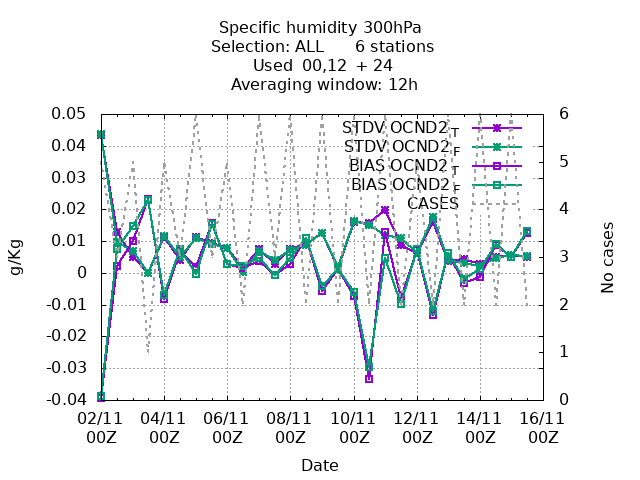 Specific humidity 300hPa
Selection: ALL 6 stations
Used 00,12 + 24
Averaging window: 12h
STDV OCND2_T
STDV OCND2_F
BIAS OCND2_T
BIAS OCND2_F
CASES
0.05
0.04
0.03
0.02
0.01
0
-0.01
-0.02
-0.03
-0.04
g/Kg
6
5
4
3
2
1
0
No cases
02/11 04/11 06/11 08/11 10/11 12/11 14/11 16/11
00Z 00Z 00Z 00Z 00Z 00Z 00Z 00Z
Date